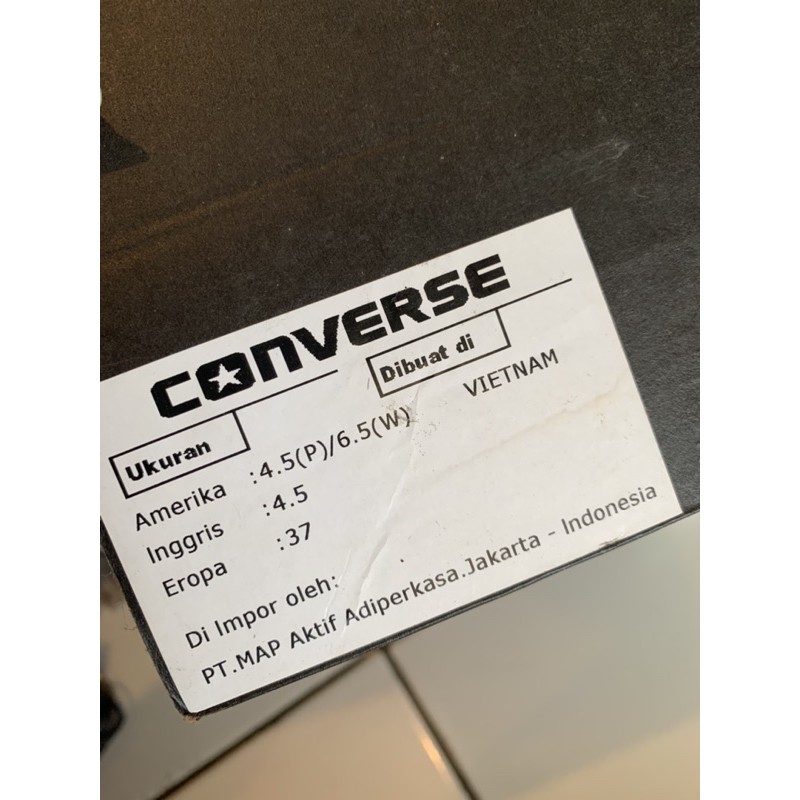 CONVERSE
Dibuat di
VIETNAM
Ukuran
Amerika :4.5(P)/6.5(W)
Inggris :4.5
Eropa :37
Di Impor oleh:
PT.MAP Aktif Adiperkasa.Jakarta - Indonesia